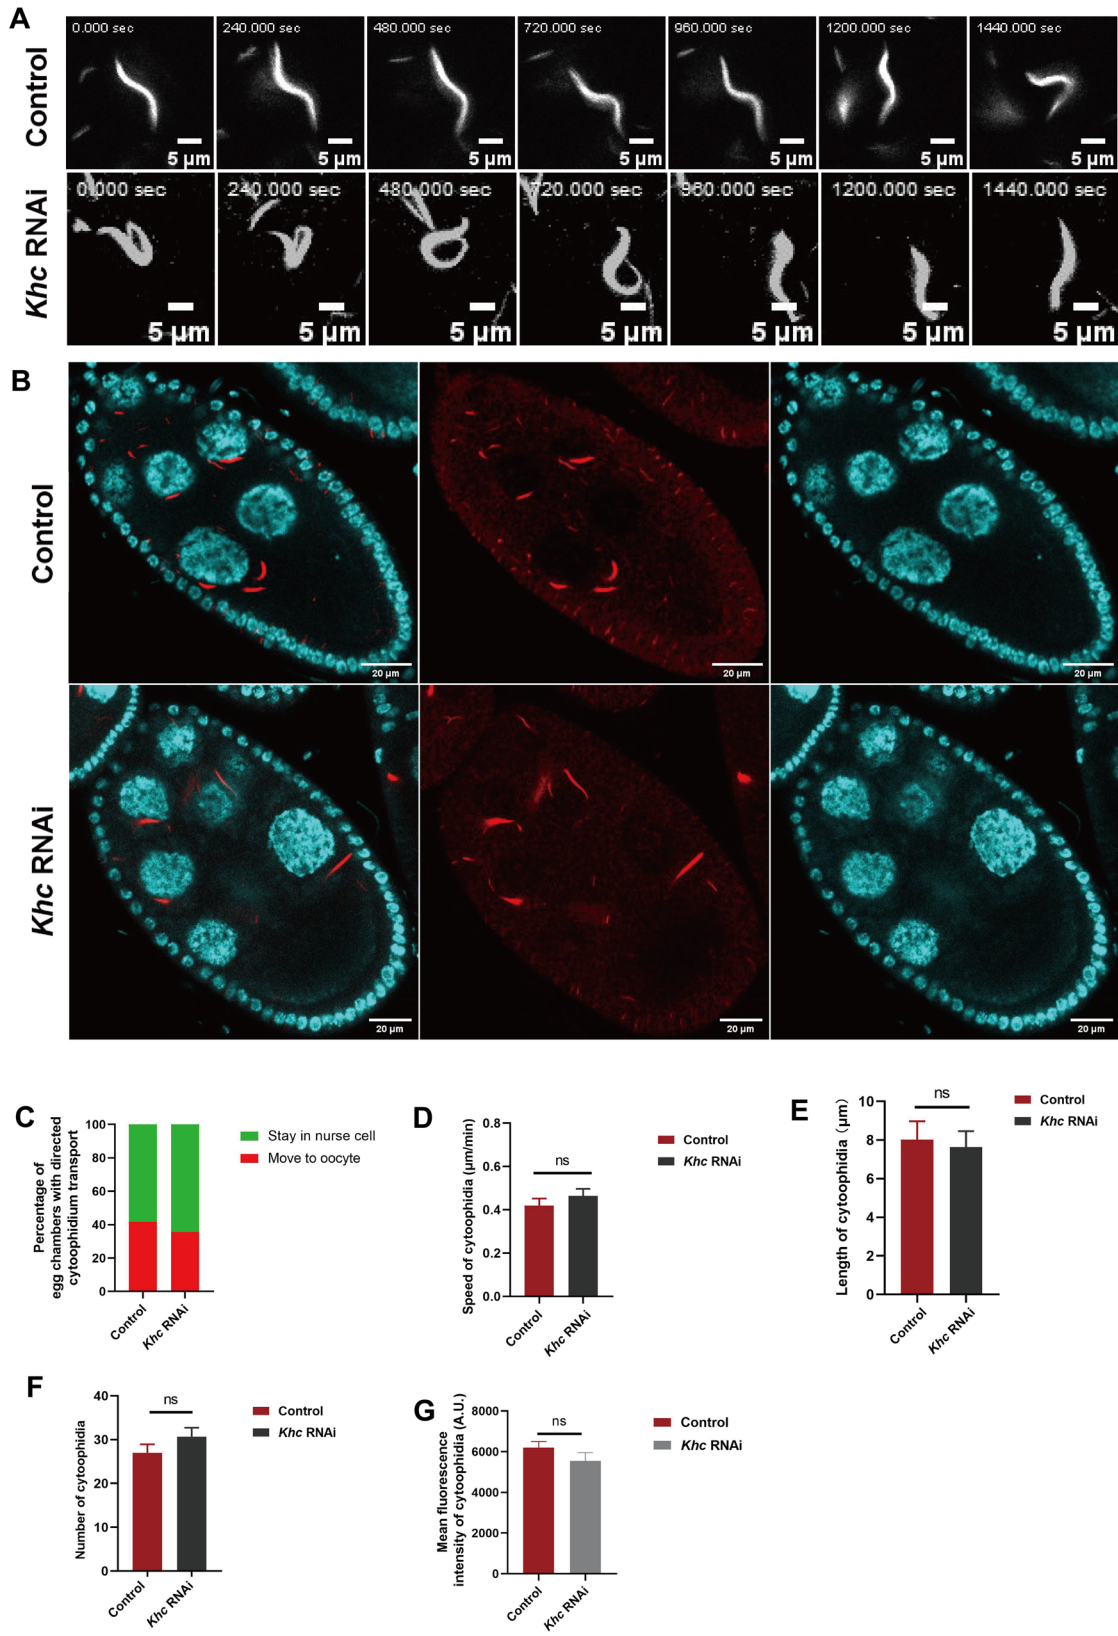 A
Control
0.000 sec
240.000 sec
480.000 sec
720.000 sec
960.000 sec
1200.000 sec
1440.000 sec
5 µm
5 µm
5 µm
5 µm
5 µm
5 µm
5 µm
Khc RNAi
0.000 sec
240.000 sec
480.000 sec
720.000 sec
960.000 sec
1200.000 sec
1440.000 sec
5 µm
5 µm
5 µm
5 µm
5 µm
5 µm
5 µm
B
Control
20 µm
20 µm
20 µm
Khc RNAi
20 µm
20 µm
20 µm
C
Percentage of
egg chambers with directed
cytoophidium transport
100
80
60
40
20
0
Control
Khc RNAi
Stay in nurse cell
Move to oocyte
D
Speed of cytoophidia (µm/min)
0.8
0.6
0.4
0.2
0.0
ns
Control
Khc RNAi
Control
Khc RNAi
E
Length of cytoophidia (µm)
10
8
6
4
2
0
ns
Control
Khc RNAi
Control
Khc RNAi
F
Number of cytoophidia
40
30
20
10
0
ns
Control
Khc RNAi
Control
Khc RNAi
G
Mean fluorescence
intensity of cytoophidia (A.U.)
8000
6000
4000
2000
0
ns
Control
Khc RNAi
Control
Khc RNAi